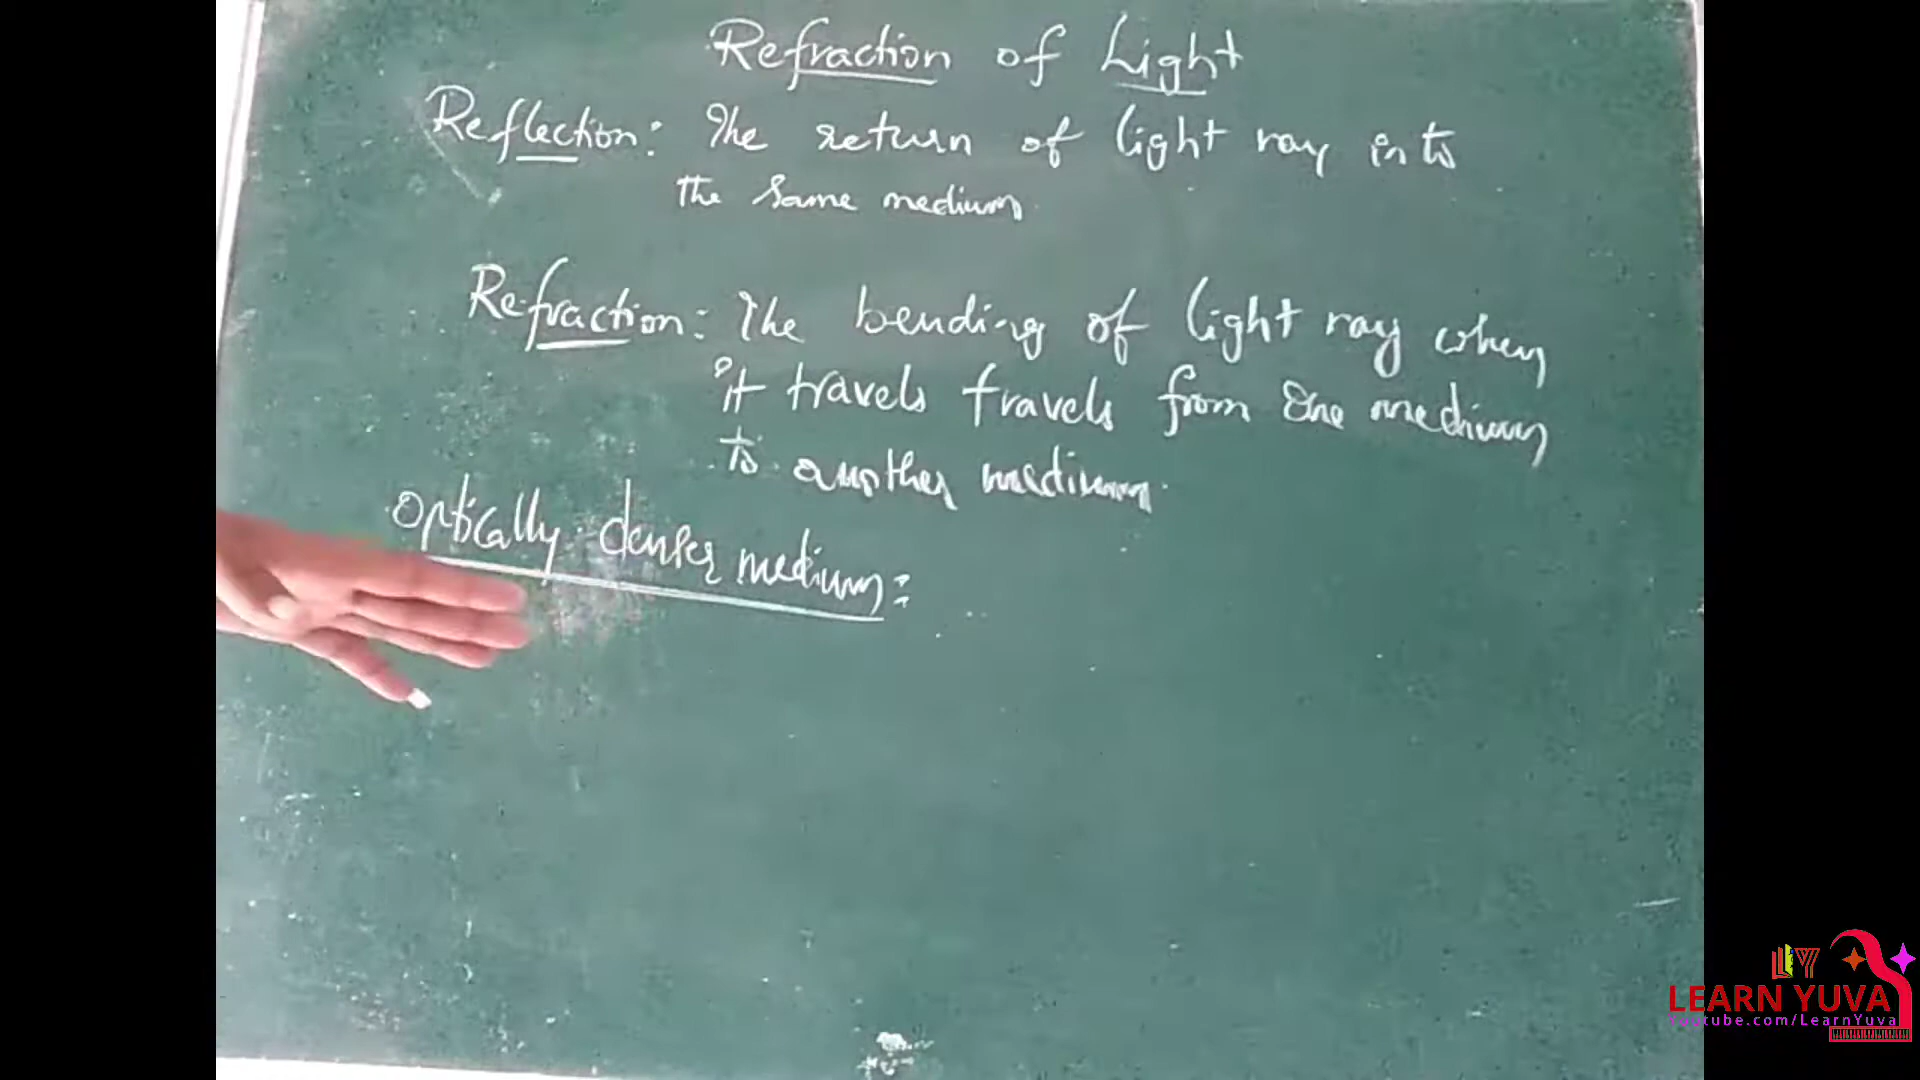 Refraction of Light
Reflection: The return of light ray into
the same medium
Refraction: The bending of light ray when
it travels travels from one medium
to another medium.
optically denser medium:
LY
LEARN YUVA
Youtube.com/LearnYuva